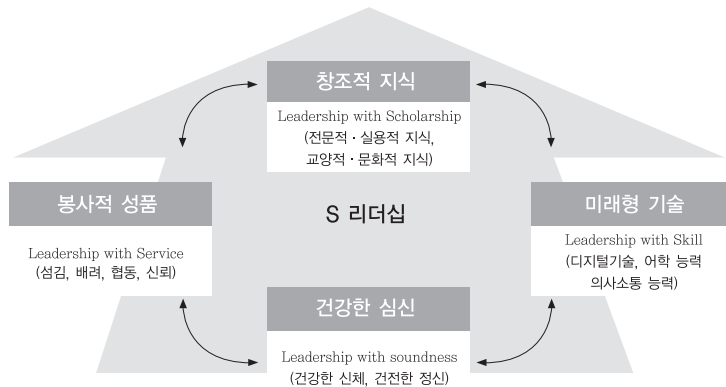 창조적 지식
Leadership with Scholarship
(전문적·실용적 지식,
교양적·문화적 지식)
봉사적 성품
Leadership with Service
(섬김, 배려, 협동, 신뢰)
S 리더십
미래형 기술
Leadership with Skill
(디지털기술, 어학 능력
의사소통 능력)
건강한 심신
Leadership with soundness
(건강한 신체, 건전한 정신)